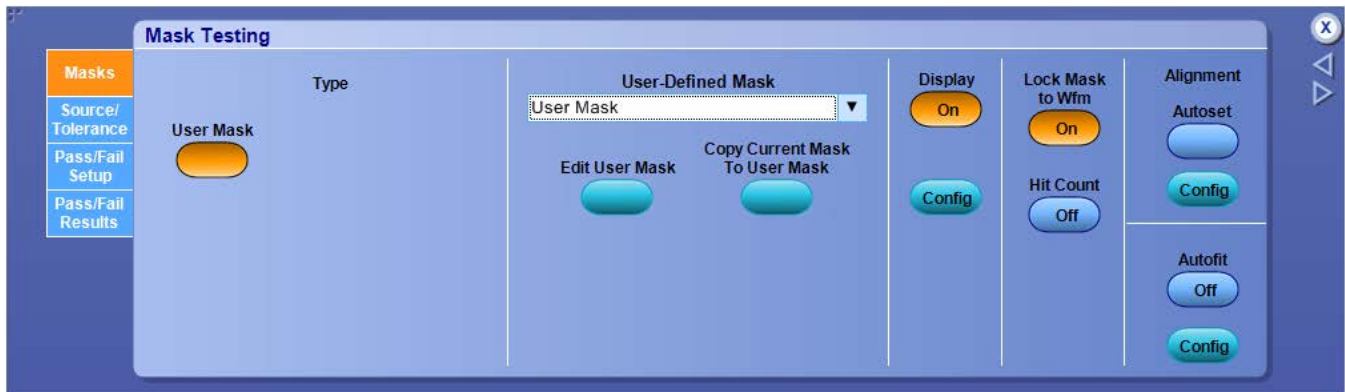 Mask Testing
X
Masks
Source/
Tolerance
Pass/Fail
Setup
Pass/Fail
Results
Type
User Mask
User-Defined Mask
User Mask
Edit User Mask
Copy Current Mask
To User Mask
Display
On
Config
Lock Mask
to Wfm
On
Hit Count
Off
Alignment
Autoset
Config
Autofit
Off
Config